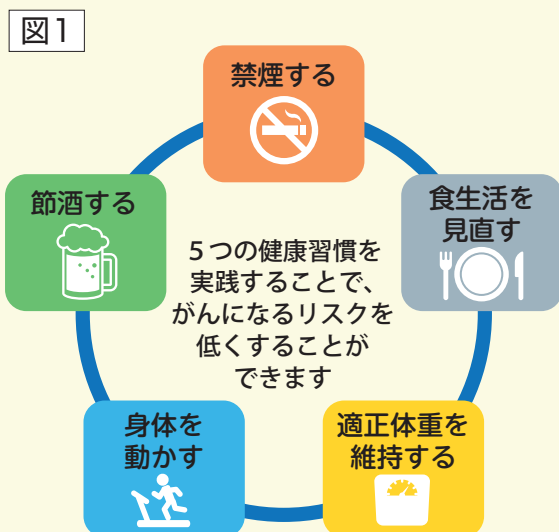 図1
禁煙する
食生活を
見直す
適正体重を
維持する
身体を
動かす
節酒する
5つの健康習慣を
実践することで、
がんになるリスクを
低くすることが
できます